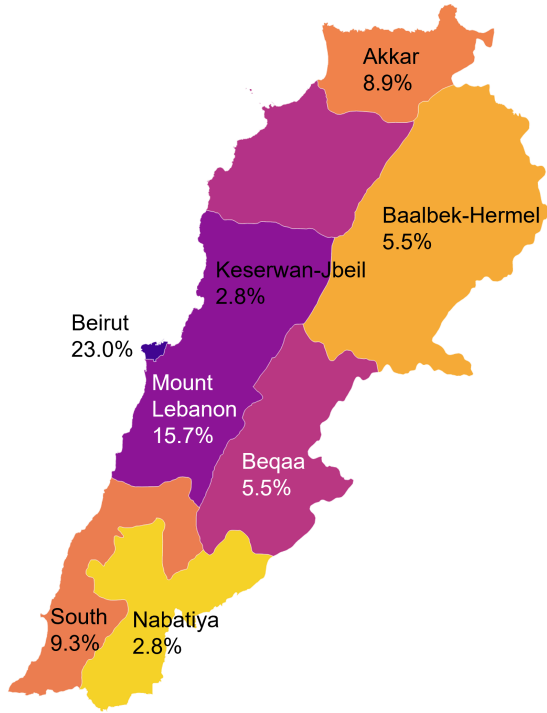 Akkar
8.9%
Baalbek-Hermel
5.5%
Keserwan-Jbeil
2.8%
Beirut
23.0%
Mount
Lebanon
15.7%
Beqaa
5.5%
South
9.3%
Nabatiya
2.8%